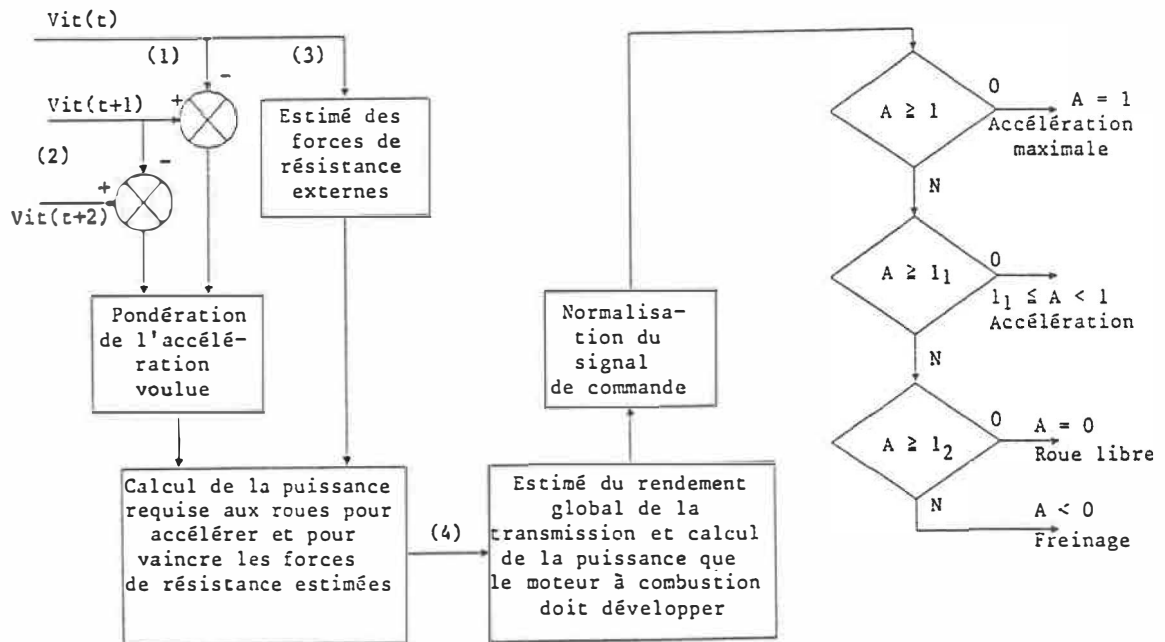 Vit(t)
(1)
(3)
-
+
Vit(t+1)
(2)
-
+
Vit(t+2)
Estimé des
forces de
résistance
externes
Pondération
de l'accélé-
ration
voulue
Calcul de la puissance
requise aux roues pour
accélérer et pour
vaincre les forces
de résistance estimées
(4)
Estimé du rendement
global de la
transmission et calcul
de la puissance que
le moteur à combustion
doit développer
Normalisa-
tion du
signal
de commande
A ≧ 1
O
A = 1
Accélération
maximale
N
A ≧ l₁
O
l₁ ≦ A < 1
Accélération
N
A ≧ l₂
O
A = 0
Roue libre
N
A < 0
Freinage